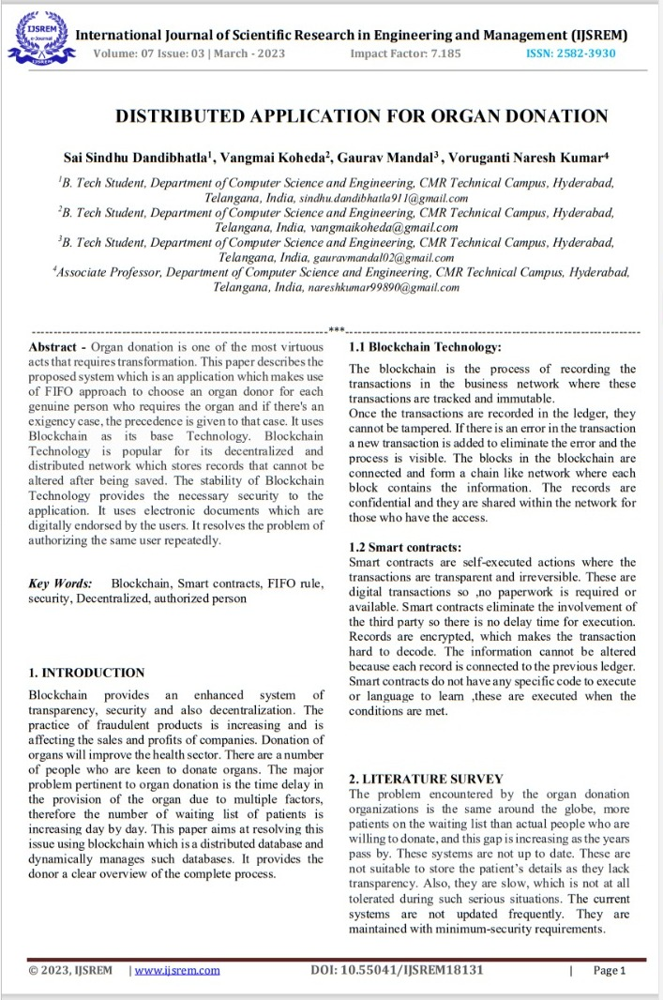 IJSREM
e-Journal
IJSREM
International Journal of Scientific Research in Engineering and Management (IJSREM)
Volume: 07 Issue: 03 | March - 2023 Impact Factor: 7.185 ISSN: 2582-3930
DISTRIBUTED APPLICATION FOR ORGAN DONATION
Sai Sindhu Dandibhatla¹, Vangmai Koheda², Gaurav Mandal³ , Voruganti Naresh Kumar⁴
¹B. Tech Student, Department of Computer Science and Engineering, CMR Technical Campus, Hyderabad,
Telangana, India, sindhu.dandibhatla911@gmail.com
²B. Tech Student, Department of Computer Science and Engineering, CMR Technical Campus, Hyderabad,
Telangana, India, vangmaikoheda@gmail.com
³B. Tech Student, Department of Computer Science and Engineering, CMR Technical Campus, Hyderabad,
Telangana, India, gauravmandal02@gmail.com
⁴Associate Professor, Department of Computer Science and Engineering, CMR Technical Campus, Hyderabad,
Telangana, India, nareshkumar99890@gmail.com
---------------------------------------------------------------------***---------------------------------------------------------------------
Abstract - Organ donation is one of the most virtuous
acts that requires transformation. This paper describes the
proposed system which is an application which makes use
of FIFO approach to choose an organ donor for each
genuine person who requires the organ and if there's an
exigency case, the precedence is given to that case. It uses
Blockchain as its base Technology. Blockchain
Technology is popular for its decentralized and
distributed network which stores records that cannot be
altered after being saved. The stability of Blockchain
Technology provides the necessary security to the
application. It uses electronic documents which are
digitally endorsed by the users. It resolves the problem of
authorizing the same user repeatedly.
Key Words: Blockchain, Smart contracts, FIFO rule,
security, Decentralized, authorized person
1. INTRODUCTION
Blockchain provides an enhanced system of
transparency, security and also decentralization. The
practice of fraudulent products is increasing and is
affecting the sales and profits of companies. Donation of
organs will improve the health sector. There are a number
of people who are keen to donate organs. The major
problem pertinent to organ donation is the time delay in
the provision of the organ due to multiple factors,
therefore the number of waiting list of patients is
increasing day by day. This paper aims at resolving this
issue using blockchain which is a distributed database and
dynamically manages such databases. It provides the
donor a clear overview of the complete process.
1.1 Blockchain Technology:
The blockchain is the process of recording the
transactions in the business network where these
transactions are tracked and immutable.
Once the transactions are recorded in the ledger, they
cannot be tampered. If there is an error in the transaction
a new transaction is added to eliminate the error and the
process is visible. The blocks in the blockchain are
connected and form a chain like network where each
block contains the information. The records are
confidential and they are shared within the network for
those who have the access.
1.2 Smart contracts:
Smart contracts are self-executed actions where the
transactions are transparent and irreversible. These are
digital transactions so ,no paperwork is required or
available. Smart contracts eliminate the involvement of
the third party so there is no delay time for execution.
Records are encrypted, which makes the transaction
hard to decode. The information cannot be altered
because each record is connected to the previous ledger.
Smart contracts do not have any specific code to execute
or language to learn ,these are executed when the
conditions are met.
2. LITERATURE SURVEY
The problem encountered by the organ donation
organizations is the same around the globe, more
patients on the waiting list than actual people who are
willing to donate, and this gap is increasing as the years
pass by. These systems are not up to date. These are
not suitable to store the patient’s details as they lack
transparency. Also, they are slow, which is not at all
tolerated during such serious situations. The current
systems are not updated frequently. They are
maintained with minimum-security requirements.
© 2023, IJSREM | www.ijsrem.com DOI: 10.55041/IJSREM18131 | Page 1